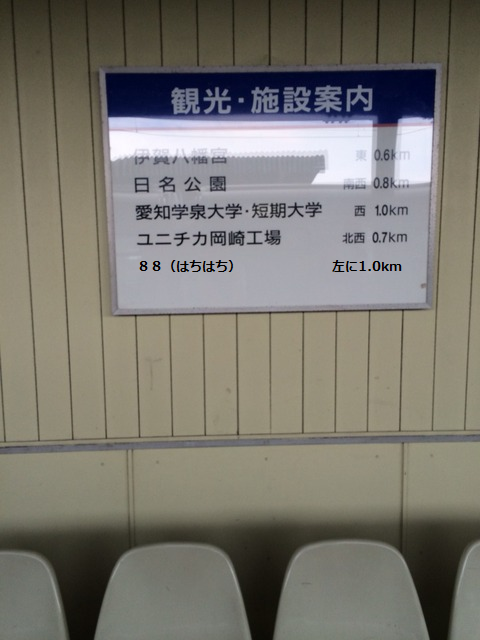 観光・施設案内
伊賀八幡宮 東 0.6km
日名公園 南西 0.8km
愛知学泉大学・短期大学 西 1.0km
ユニチカ岡崎工場 北西 0.7km
88（はちはち） 左に1.0km